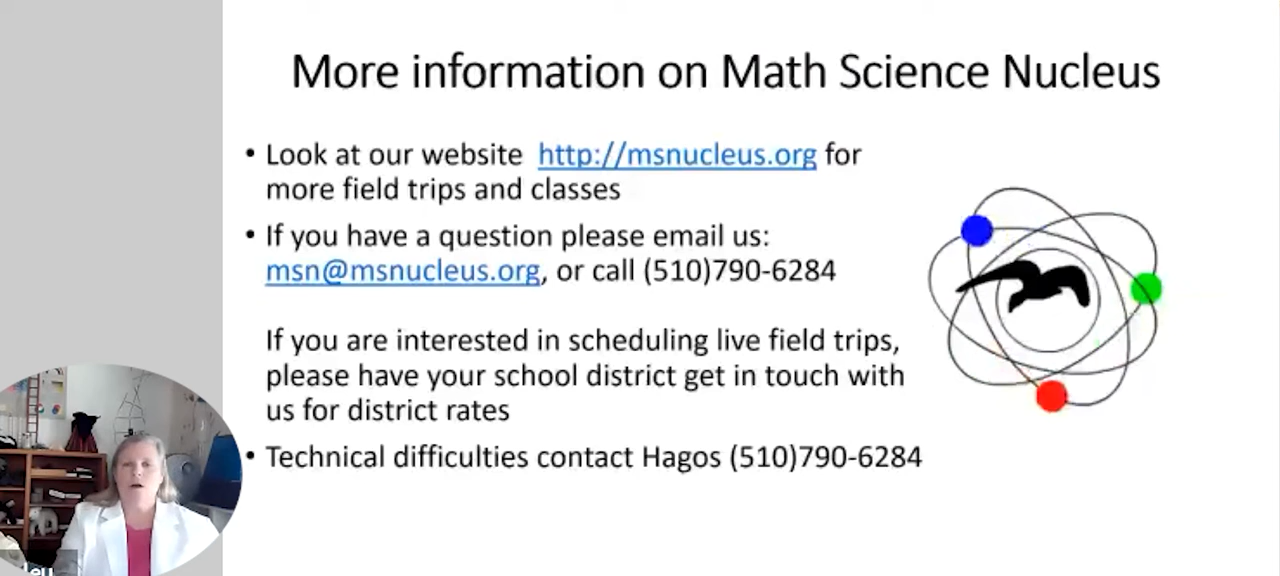 More information on Math Science Nucleus
• Look at our website http://msnucleus.org for
more field trips and classes
• If you have a question please email us:
msn@msnucleus.org, or call (510)790-6284
If you are interested in scheduling live field trips,
please have your school district get in touch with
us for district rates
• Technical difficulties contact Hagos (510)790-6284